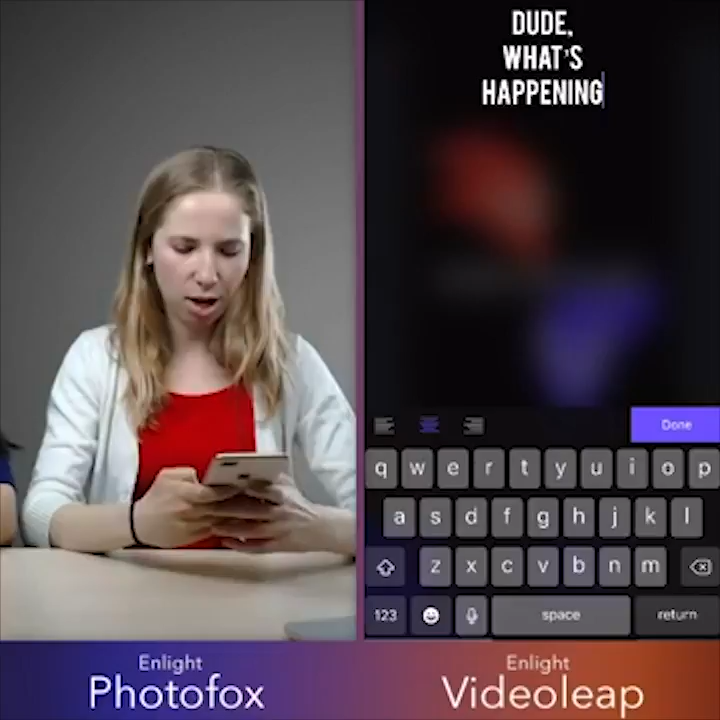 DUDE,
WHAT'S
HAPPENING
Done
q w e r t y u i o p
a s d f g h j k l
z x c v b n m
123 space return
Enlight
Photofox
Enlight
Videoleap